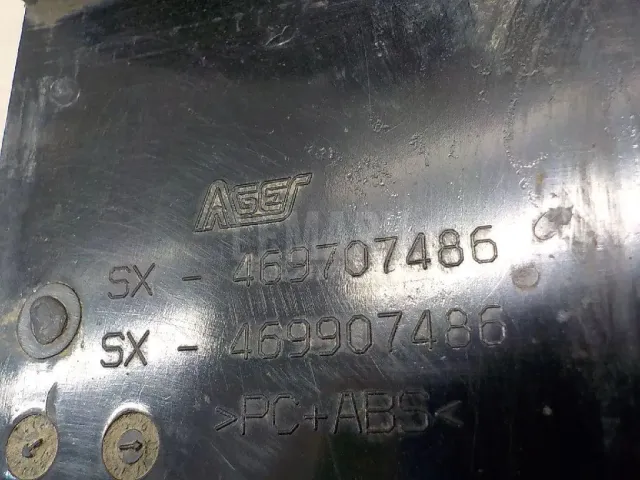 AGES
SX - 469707486
SX - 469907486
>PC+ABS<